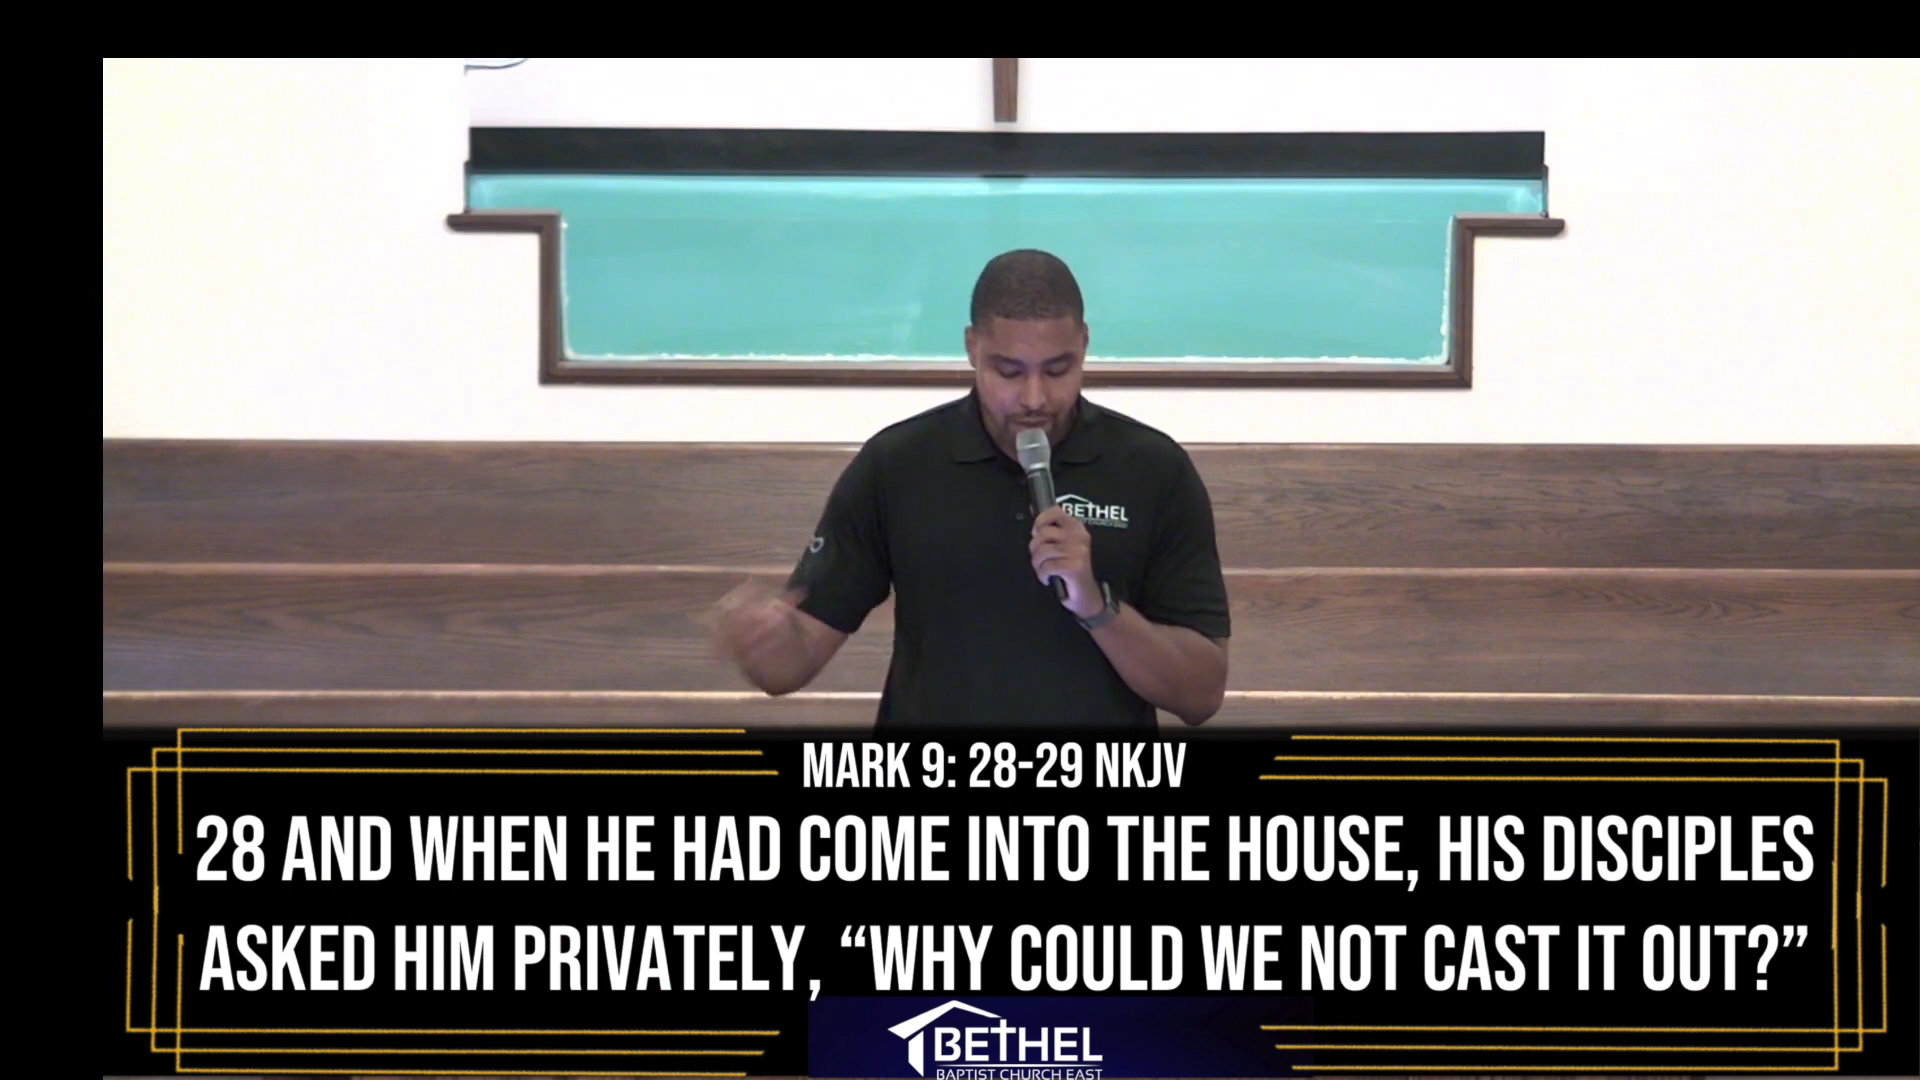 BETHEL
MARK 9: 28-29 NKJV
28 AND WHEN HE HAD COME INTO THE HOUSE, HIS DISCIPLES
ASKED HIM PRIVATELY, “WHY COULD WE NOT CAST IT OUT?”
BETHEL
BAPTIST CHURCH EAST